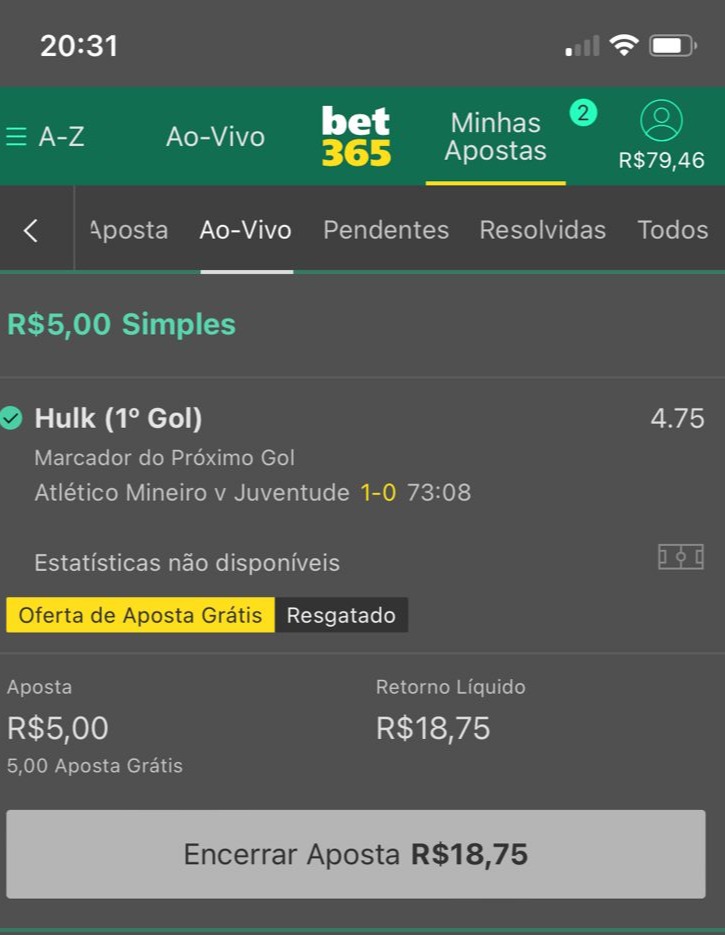 20:31
A-Z
Ao-Vivo
bet
365
Minhas
Apostas
2
R$79,46
Aposta
Ao-Vivo
Pendentes
Resolvidas
Todos
R$5,00 Simples
Hulk (1º Gol)
4.75
Marcador do Próximo Gol
Atlético Mineiro v Juventude 1-0 73:08
Estatísticas não disponíveis
Oferta de Aposta Grátis Resgatado
Aposta
Retorno Líquido
R$5,00
R$18,75
5,00 Aposta Grátis
Encerrar Aposta R$18,75